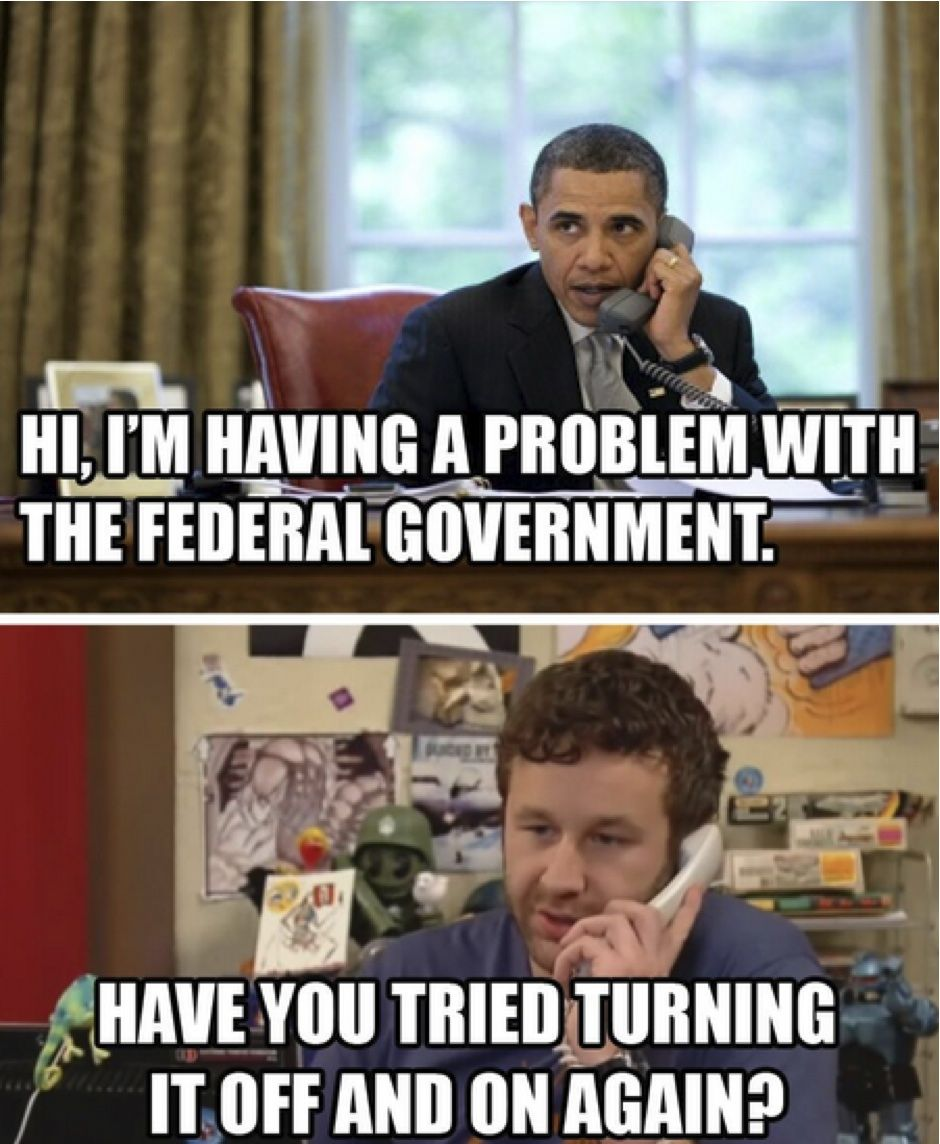 HI, I'M HAVING A PROBLEM WITH
THE FEDERAL GOVERNMENT.
HAVE YOU TRIED TURNING
IT OFF AND ON AGAIN?